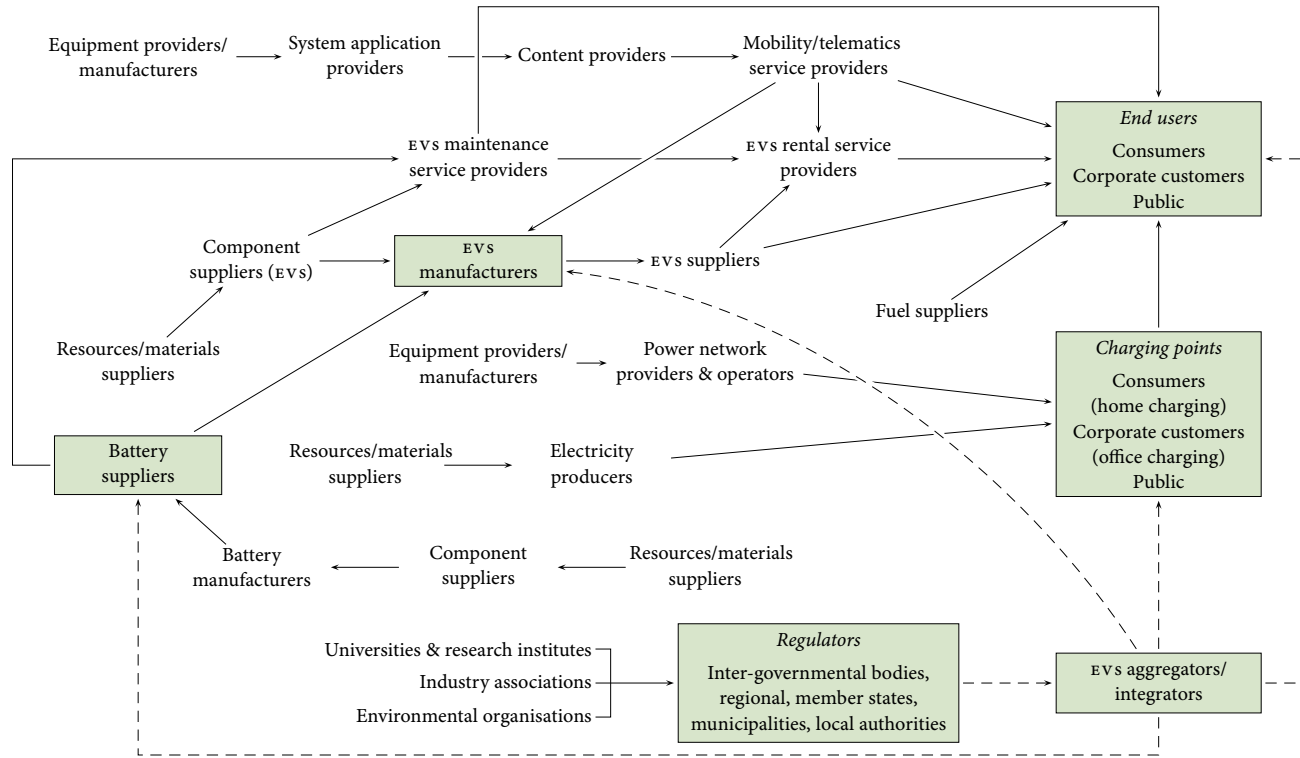 Equipment providers/
manufacturers
System application
providers
Content providers
Mobility/telematics
service providers
End users
Consumers
Corporate customers
Public
EVs maintenance
service providers
EVs rental service
providers
Component
suppliers (EVs)
EVs
manufacturers
EVs suppliers
Fuel suppliers
Resources/materials
suppliers
Equipment providers/
manufacturers
Power network
providers & operators
Charging points
Consumers
(home charging)
Corporate customers
(office charging)
Public
Battery
suppliers
Resources/materials
suppliers
Electricity
producers
Battery
manufacturers
Component
suppliers
Resources/materials
suppliers
Universities & research institutes
Industry associations
Environmental organisations
Regulators
Inter-governmental bodies,
regional, member states,
municipalities, local authorities
EVs aggregators/
integrators